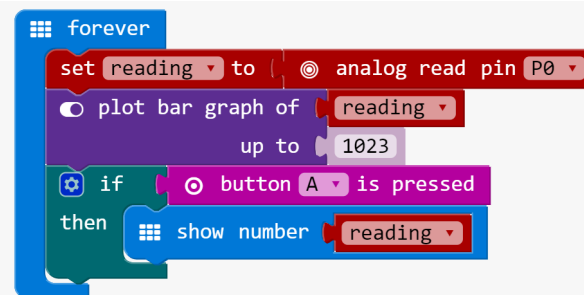 forever
set reading to analog read pin P0
plot bar graph of reading
up to 1023
if button A is pressed
then show number reading